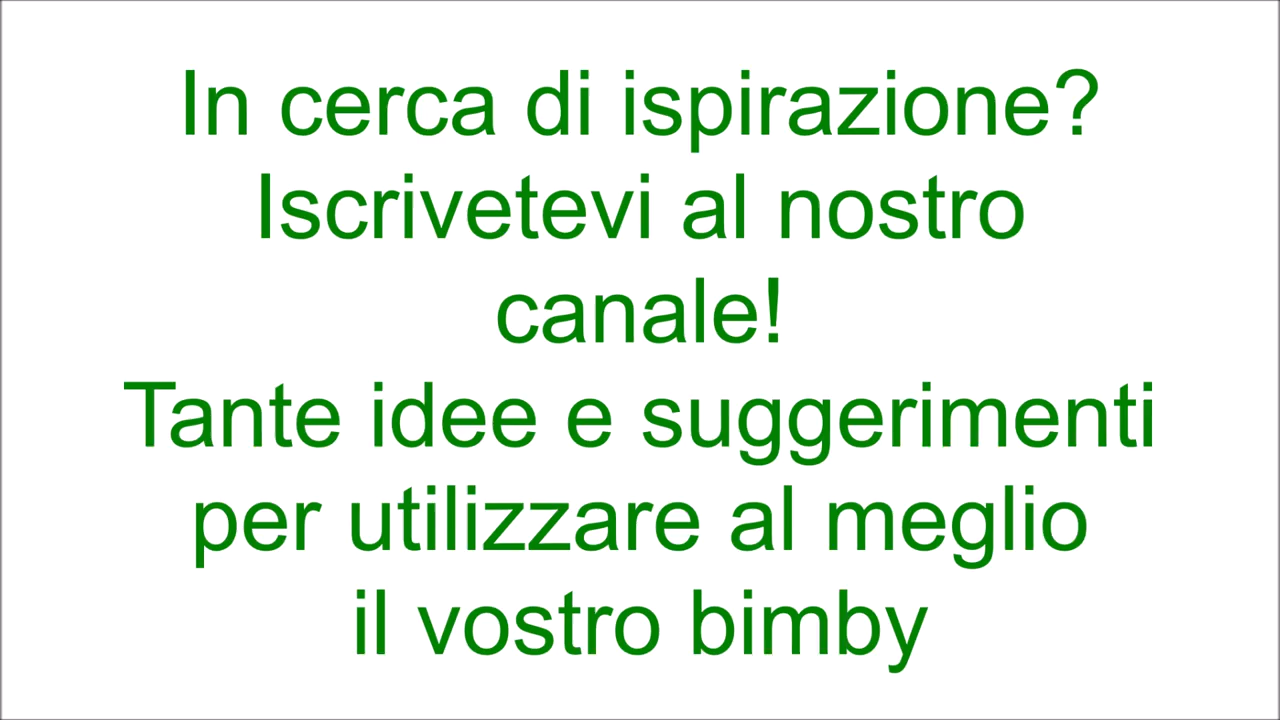 In cerca di ispirazione?
Iscrivetevi al nostro
canale!
Tante idee e suggerimenti
per utilizzare al meglio
il vostro bimby